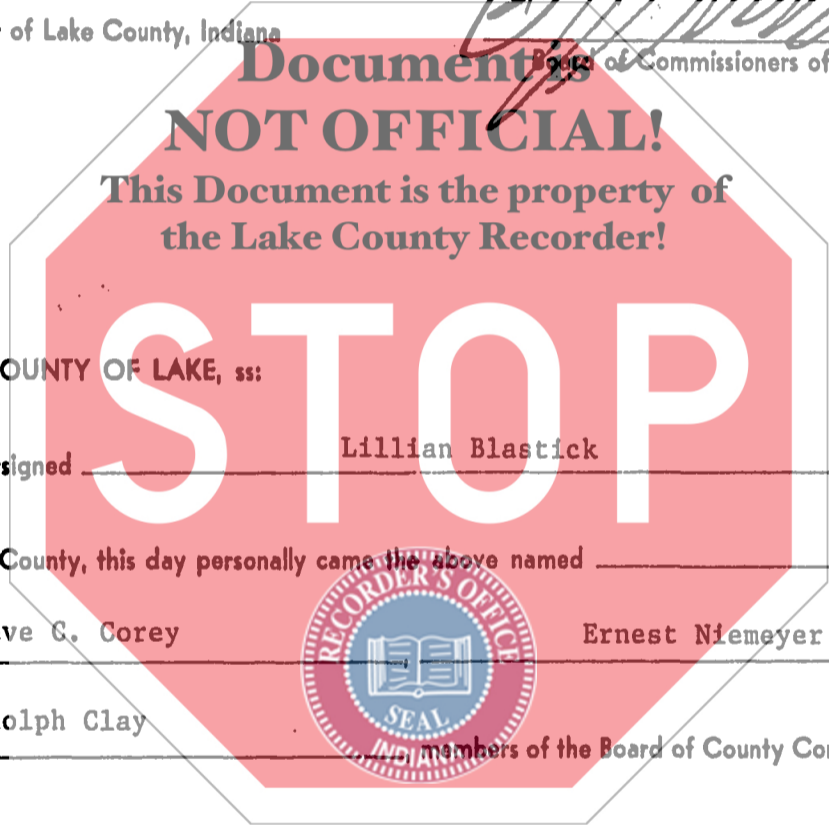 of Lake County, Indiana
Board of Commissioners of
Document is
NOT OFFICIAL!
This Document is the property of
the Lake County Recorder!
STOP
OUNTY OF LAKE, ss:
signed Lillian Blastick
County, this day personally came the above named
ve C. Corey Ernest Niemeyer
olph Clay
members of the Board of County Co
RECORDER'S OFFICE
SEAL
INDIANA